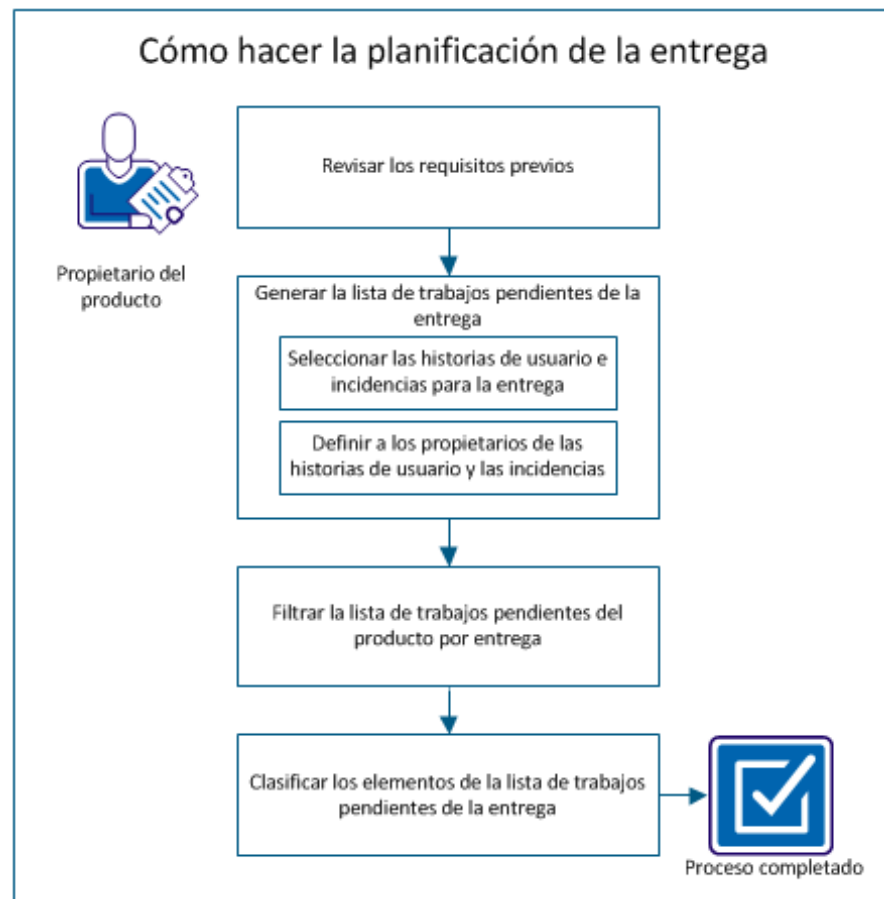 Cómo hacer la planificación de la entrega
Revisar los requisitos previos
Propietario del
producto
Generar la lista de trabajos pendientes de la
entrega
Seleccionar las historias de usuario e
incidencias para la entrega
Definir a los propietarios de las
historias de usuario y las incidencias
Filtrar la lista de trabajos pendientes del
producto por entrega
Clasificar los elementos de la lista de trabajos
pendientes de la entrega
Proceso completado